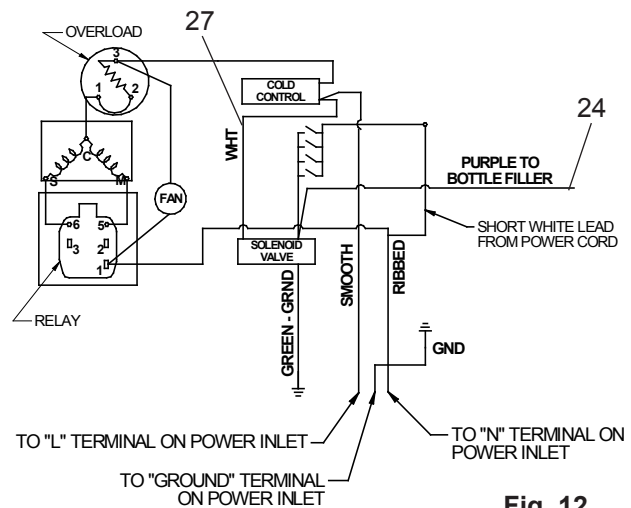 OVERLOAD
27
3
1
2
COLD
CONTROL
24
WHT
C
S
M
PURPLE TO
BOTTLE FILLER
FAN
6
5
3
2
1
SOLENOID
VALVE
SHORT WHITE LEAD
FROM POWER CORD
SMOOTH
RIBBED
GREEN - GRND
RELAY
GND
TO "L" TERMINAL ON POWER INLET
TO "N" TERMINAL ON
POWER INLET
TO "GROUND" TERMINAL
ON POWER INLET
Fig. 12